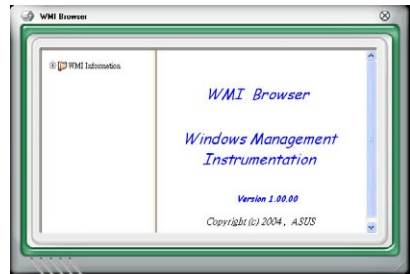 WMI Browser
WMI Information
WMI Browser
Windows Management
Instrumentation
Version 1.00.00
Copyright (c) 2004, ASUS